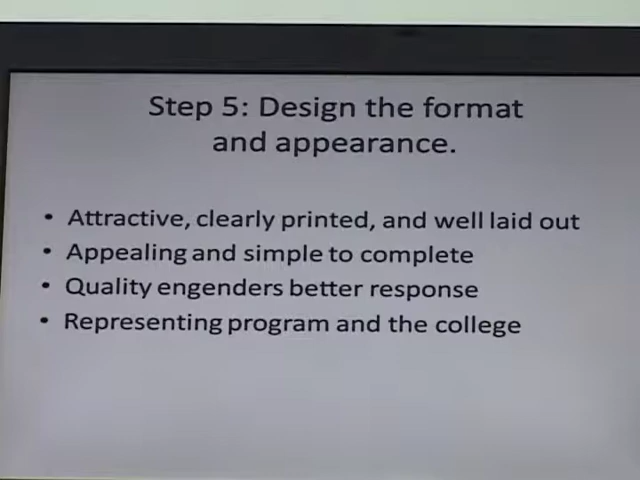 Step 5: Design the format
and appearance.
• Attractive, clearly printed, and well laid out
• Appealing and simple to complete
• Quality engenders better response
• Representing program and the college